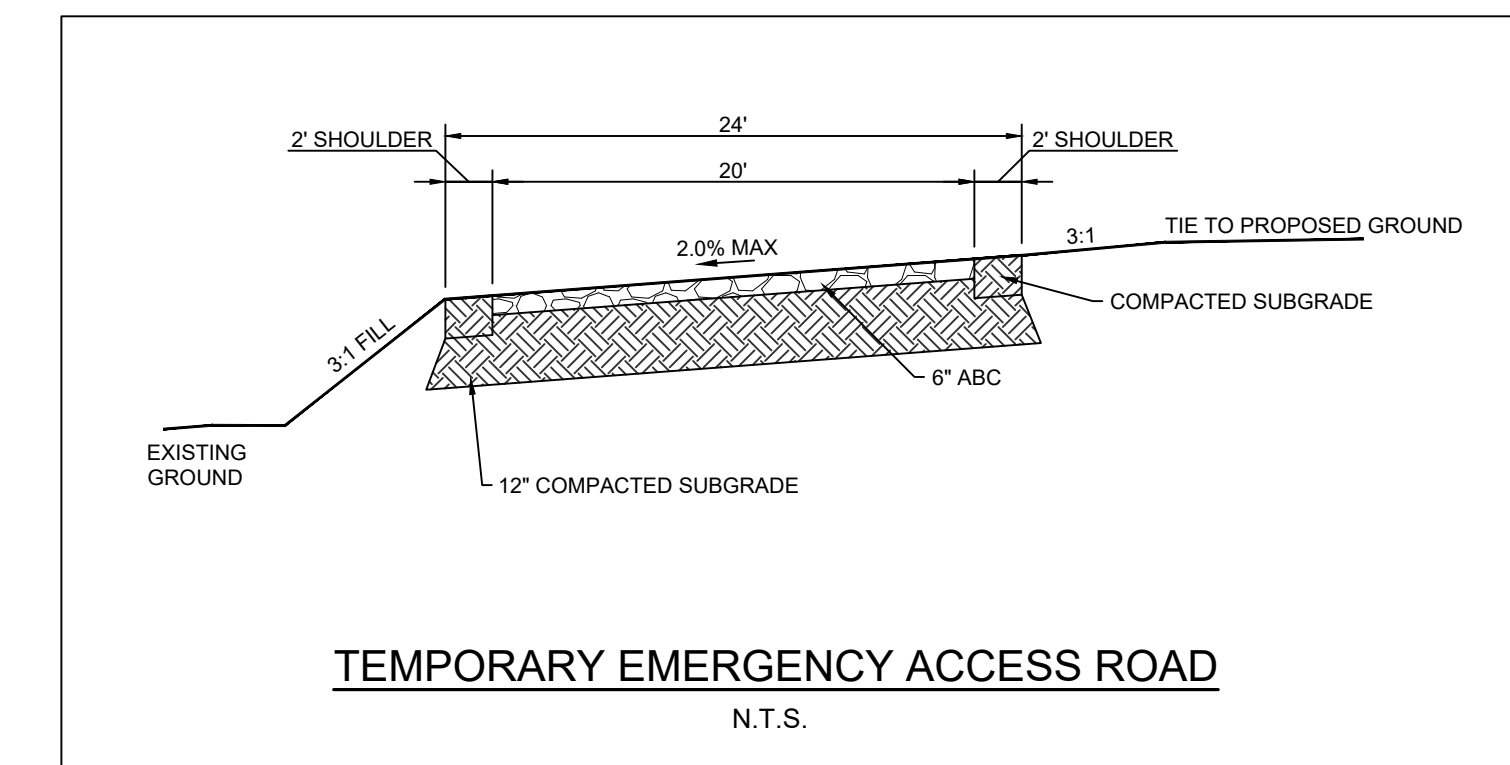 24'
2' SHOULDER
2' SHOULDER
20'
2.0% MAX
3:1
TIE TO PROPOSED GROUND
COMPACTED SUBGRADE
3:1 FILL
6" ABC
EXISTING
GROUND
12" COMPACTED SUBGRADE
TEMPORARY EMERGENCY ACCESS ROAD
N.T.S.